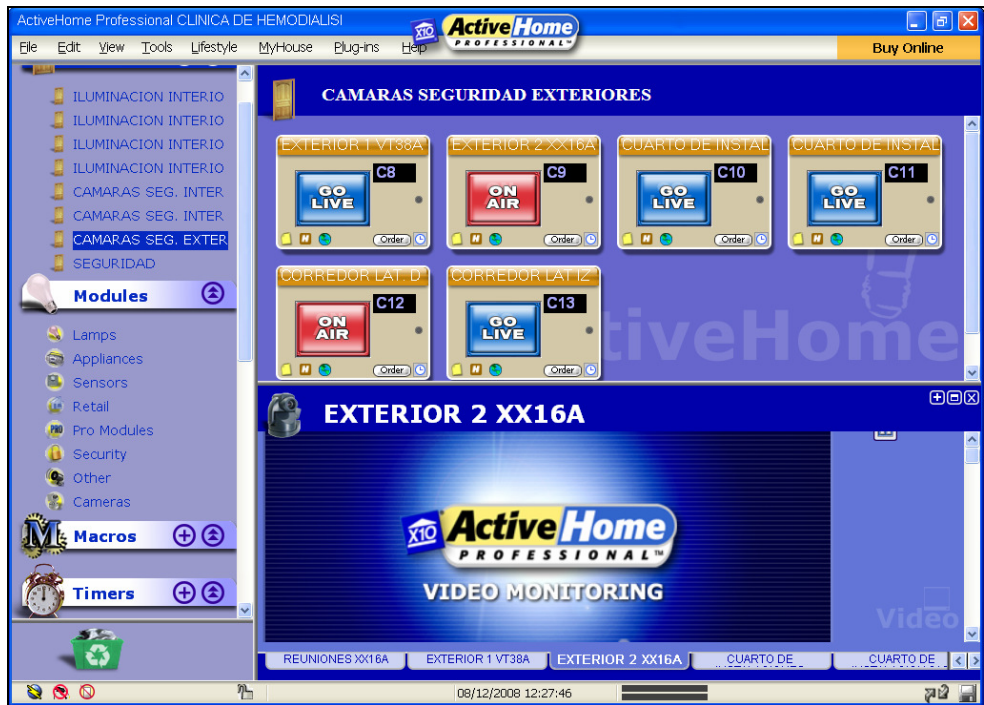 ActiveHome Professional CLINICA DE HEMODIALISI
X10 ActiveHome
PROFESSIONAL™
File Edit View Tools Lifestyle MyHouse Plug-ins Help
Buy Online
ILUMINACION INTERIO
ILUMINACION INTERIO
ILUMINACION INTERIO
ILUMINACION INTERIO
CAMARAS SEG. INTER
CAMARAS SEG. INTER
CAMARAS SEG. EXTER
SEGURIDAD
Modules
Lamps
Appliances
Sensors
Retail
PRO Pro Modules
Security
Other
Cameras
M Macros
Timers
CAMARAS SEGURIDAD EXTERIORES
EXTERIOR 1 VT38A EXTERIOR 2 XX16A CUARTO DE INSTAL CUARTO DE INSTAL
C8 C9 C10 C11
GO LIVE ON AIR GO LIVE GO LIVE
Order Order Order Order
CORREDOR LAT. D CORREDOR LAT IZ
C12 C13
ON AIR GO LIVE
Order Order
tiveHome
EXTERIOR 2 XX16A
X10 ActiveHome
PROFESSIONAL™
VIDEO MONITORING
Video
REUNIONES XX16A EXTERIOR 1 VT38A EXTERIOR 2 XX16A CUARTO DE CUARTO DE
08/12/2008 12:27:46